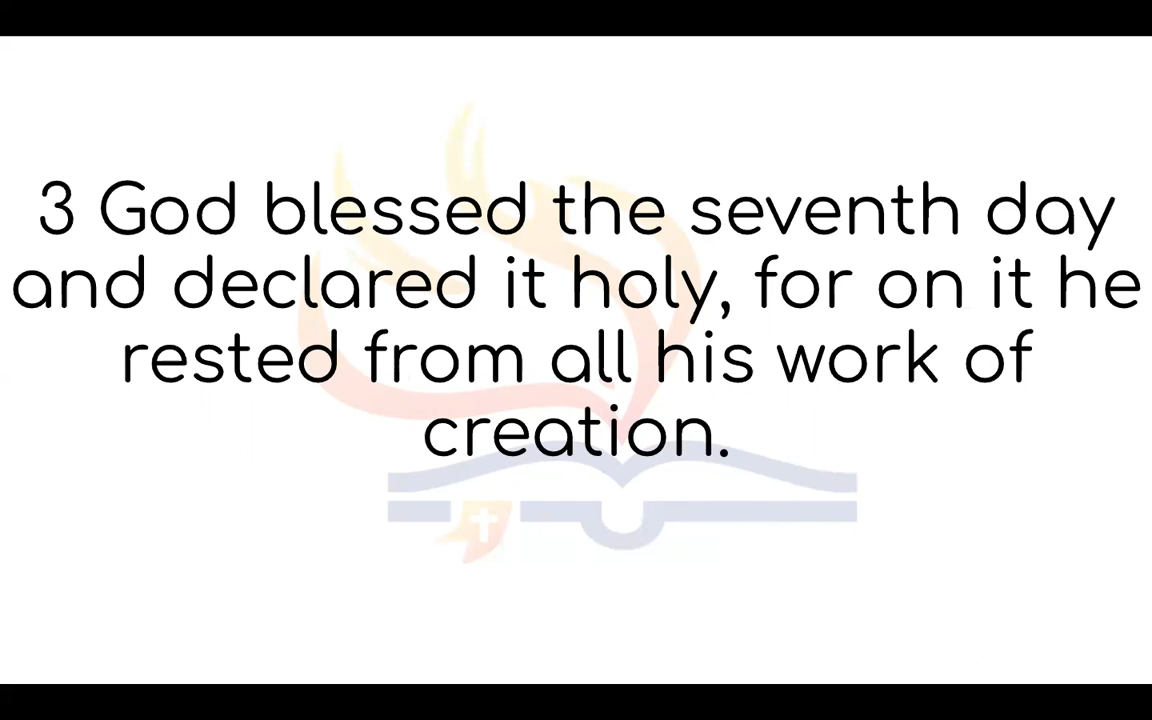 3 God blessed the seventh day
and declared it holy, for on it he
rested from all his work of
creation.